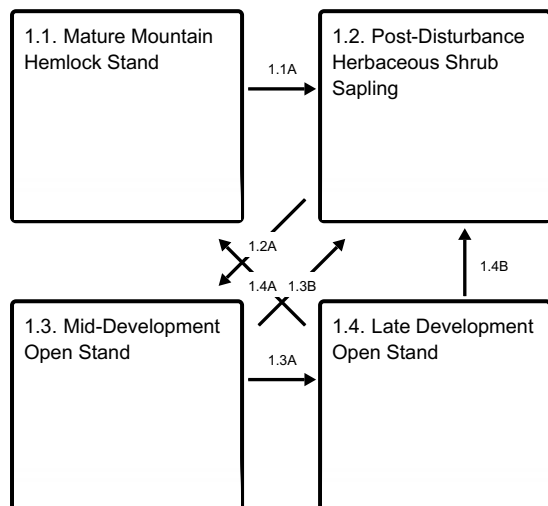 1.1. Mature Mountain
Hemlock Stand
1.1A
1.2. Post-Disturbance
Herbaceous Shrub
Sapling
1.2A
1.4A
1.3B
1.4B
1.3. Mid-Development
Open Stand
1.3A
1.4. Late Development
Open Stand